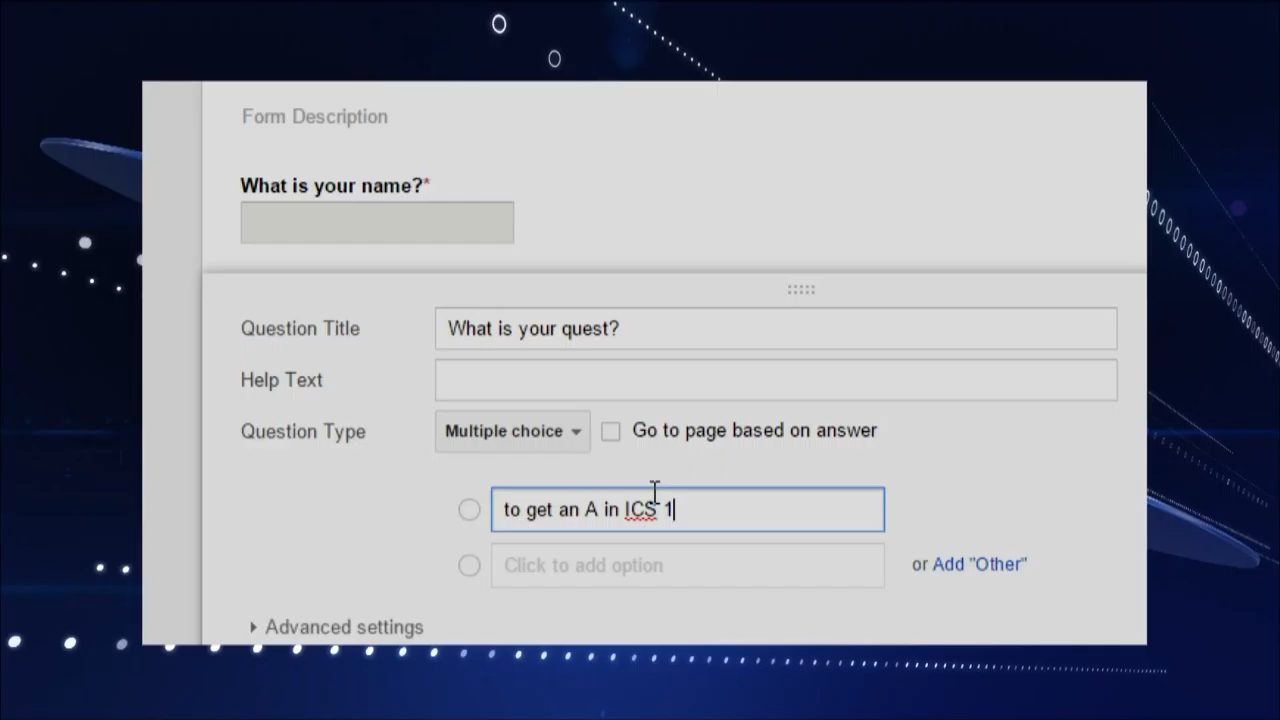 Form Description
What is your name?*
Question Title What is your quest?
Help Text
Question Type Multiple choice Go to page based on answer
to get an A in ICS 1
Click to add option or Add "Other"
Advanced settings